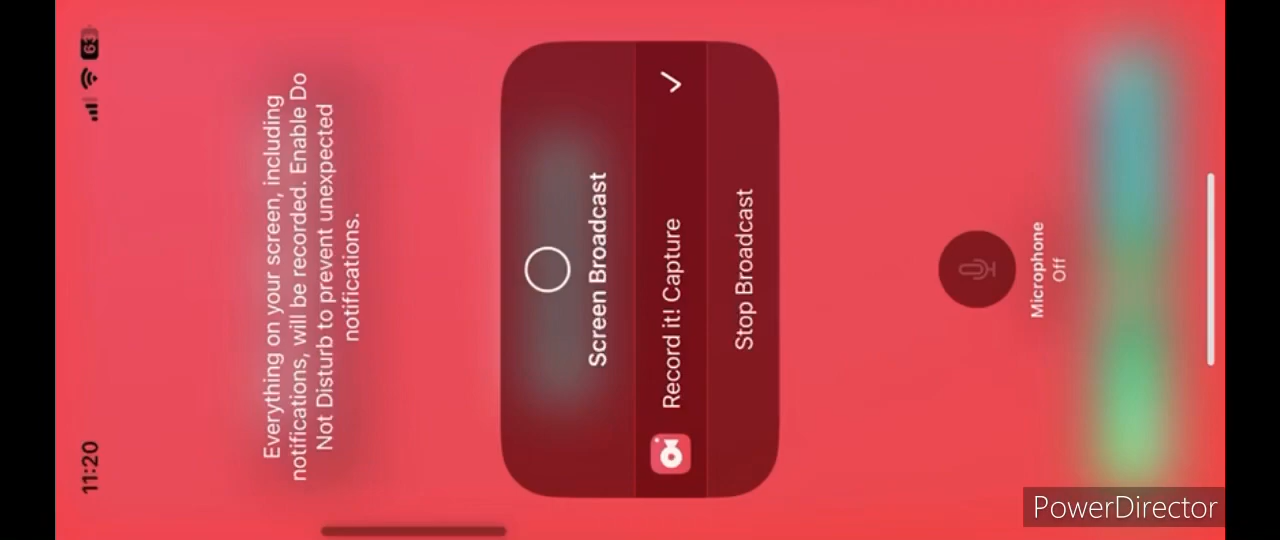 11:20
63
Everything on your screen, including
notifications, will be recorded. Enable Do
Not Disturb to prevent unexpected
notifications.
Screen Broadcast
Record it! Capture
Stop Broadcast
Microphone
Off
PowerDirector